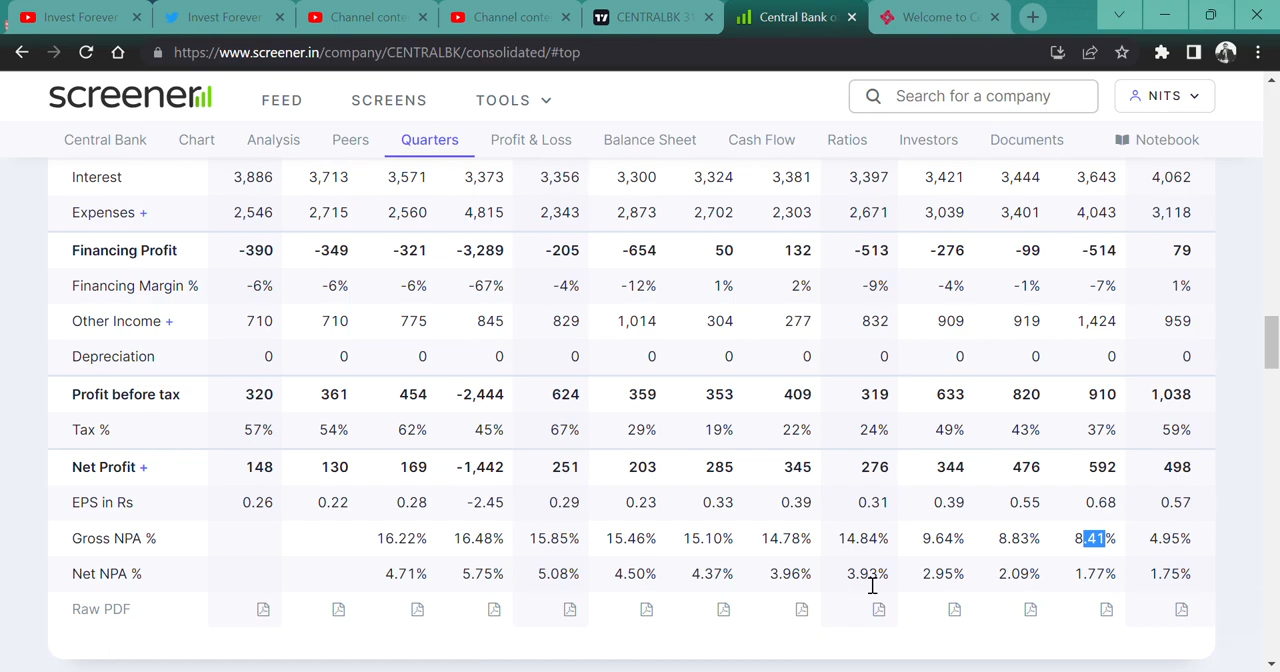 Invest Forever
Invest Forever
Channel conte
Channel conte
CENTRALBK 31
Central Bank o
Welcome to C
https://www.screener.in/company/CENTRALBK/consolidated/#top
screener
FEED
SCREENS
TOOLS
Search for a company
NITS
Central Bank
Chart
Analysis
Peers
Quarters
Profit & Loss
Balance Sheet
Cash Flow
Ratios
Investors
Documents
Notebook
Interest 3,886 3,713 3,571 3,373 3,356 3,300 3,324 3,381 3,397 3,421 3,444 3,643 4,062
Expenses + 2,546 2,715 2,560 4,815 2,343 2,873 2,702 2,303 2,671 3,039 3,401 4,043 3,118
Financing Profit -390 -349 -321 -3,289 -205 -654 50 132 -513 -276 -99 -514 79
Financing Margin % -6% -6% -6% -67% -4% -12% 1% 2% -9% -4% -1% -7% 1%
Other Income + 710 710 775 845 829 1,014 304 277 832 909 919 1,424 959
Depreciation 0 0 0 0 0 0 0 0 0 0 0 0 0
Profit before tax 320 361 454 -2,444 624 359 353 409 319 633 820 910 1,038
Tax % 57% 54% 62% 45% 67% 29% 19% 22% 24% 49% 43% 37% 59%
Net Profit + 148 130 169 -1,442 251 203 285 345 276 344 476 592 498
EPS in Rs 0.26 0.22 0.28 -2.45 0.29 0.23 0.33 0.39 0.31 0.39 0.55 0.68 0.57
Gross NPA % 16.22% 16.48% 15.85% 15.46% 15.10% 14.78% 14.84% 9.64% 8.83% 8.41% 4.95%
Net NPA % 4.71% 5.75% 5.08% 4.50% 4.37% 3.96% 3.93% 2.95% 2.09% 1.77% 1.75%
Raw PDF